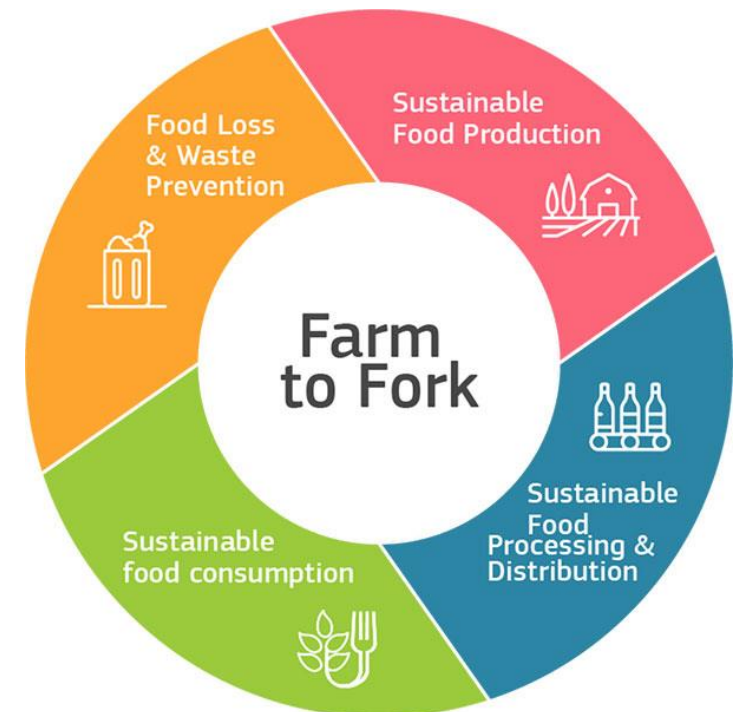 Food Loss
& Waste
Prevention
Sustainable
Food Production
Farm
to Fork
Sustainable
Food
Processing &
Distribution
Sustainable
food consumption